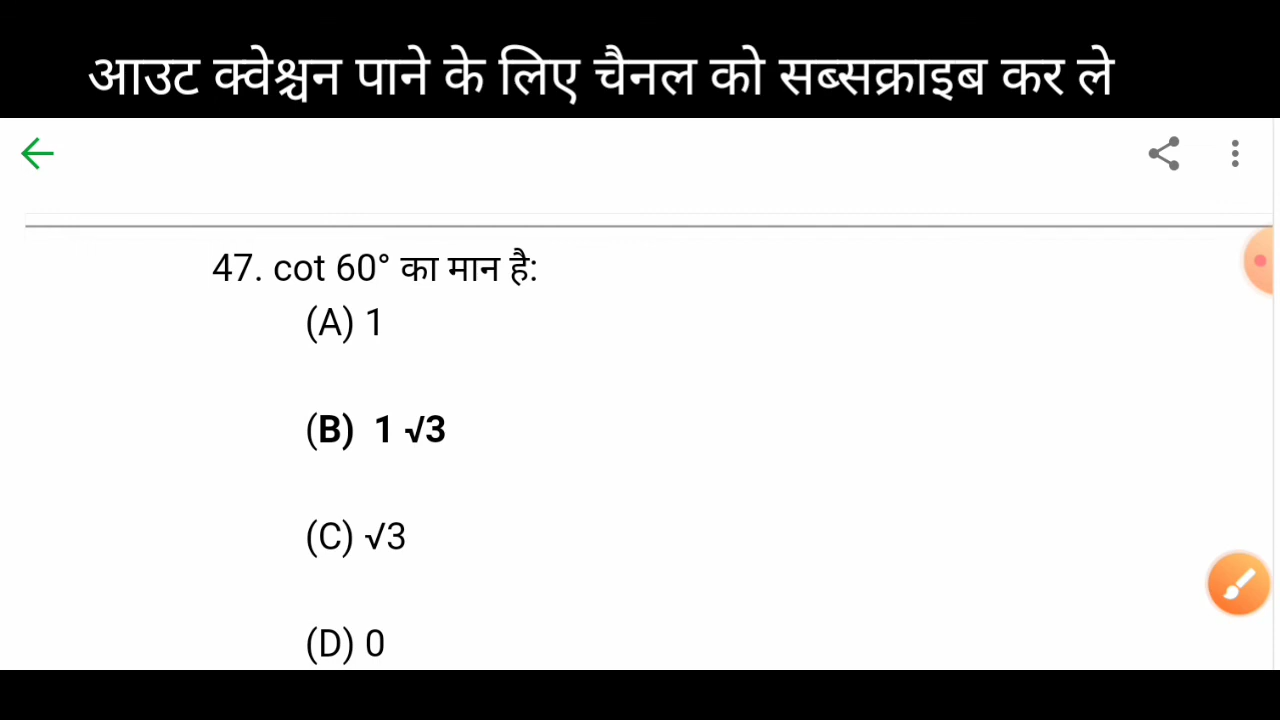 आउट क्वेश्चन पाने के लिए चैनल को सब्सक्राइब कर ले
47. cot 60° का मान है:
(A) 1
(B) 1 √3
(C) √3
(D) 0